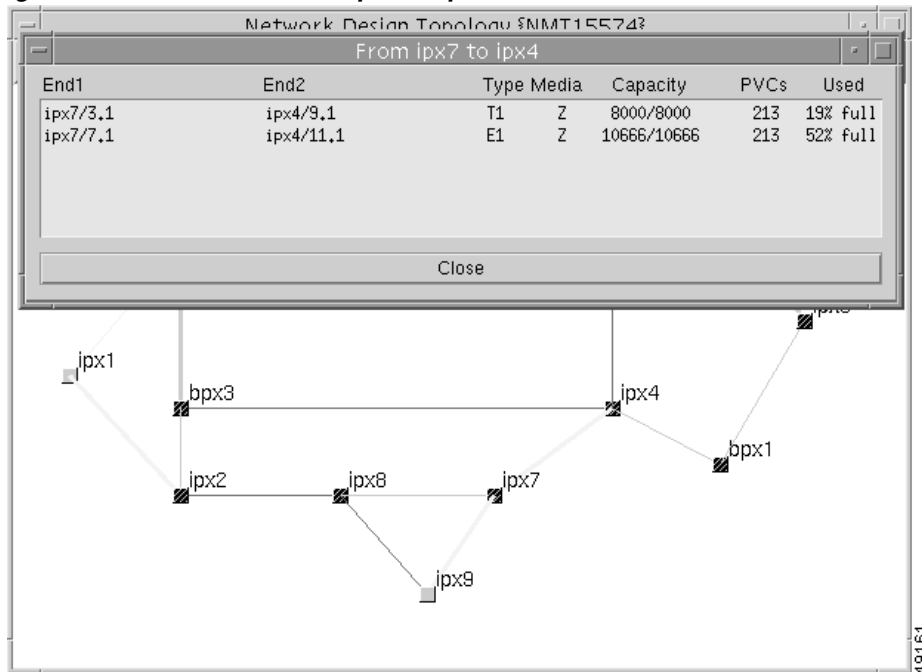 Network Design Topology {NMT15574}
From ipx7 to ipx4
End1 End2 Type Media Capacity PVCs Used
ipx7/3.1 ipx4/9.1 T1 Z 8000/8000 213 19% full
ipx7/7.1 ipx4/11.1 E1 Z 10666/10666 213 52% full
Close
ipx1
bpx3
ipx4
bpx1
ipx2
ipx8
ipx7
ipx9